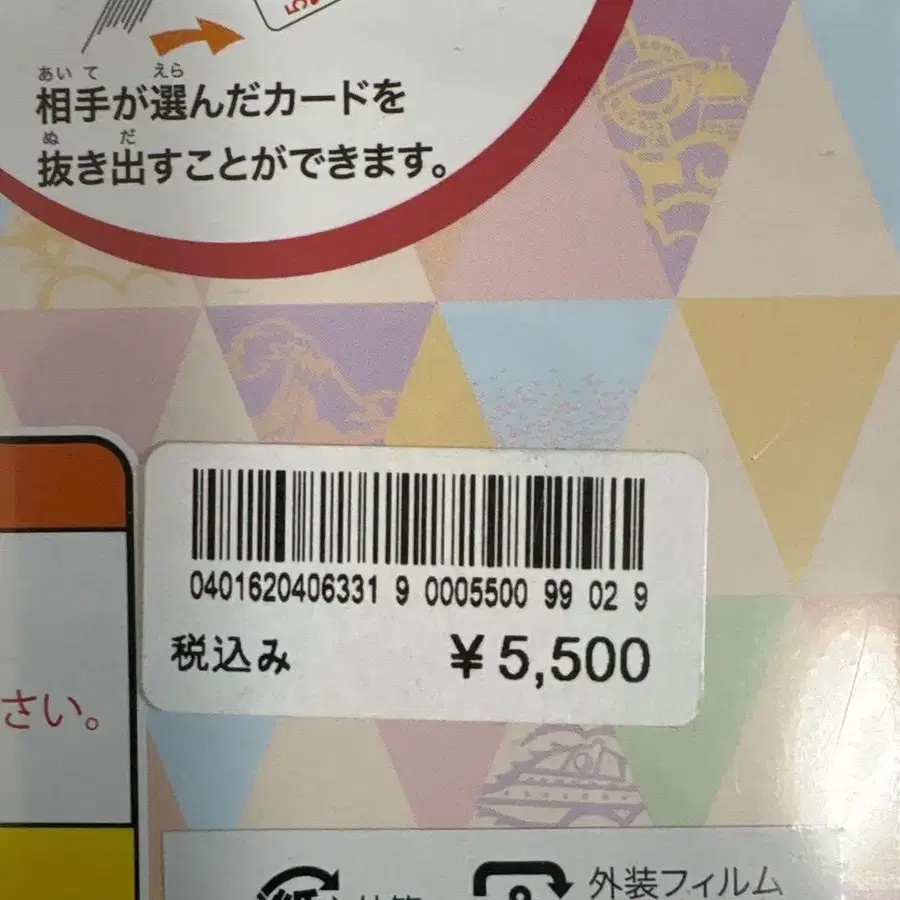 あいて えら
相手が選んだカードを
ぬ だ
抜き出すことができます。
0401620406331 9 0005500 99 02 9
税込み ¥5,500
さい。
外装フィルム